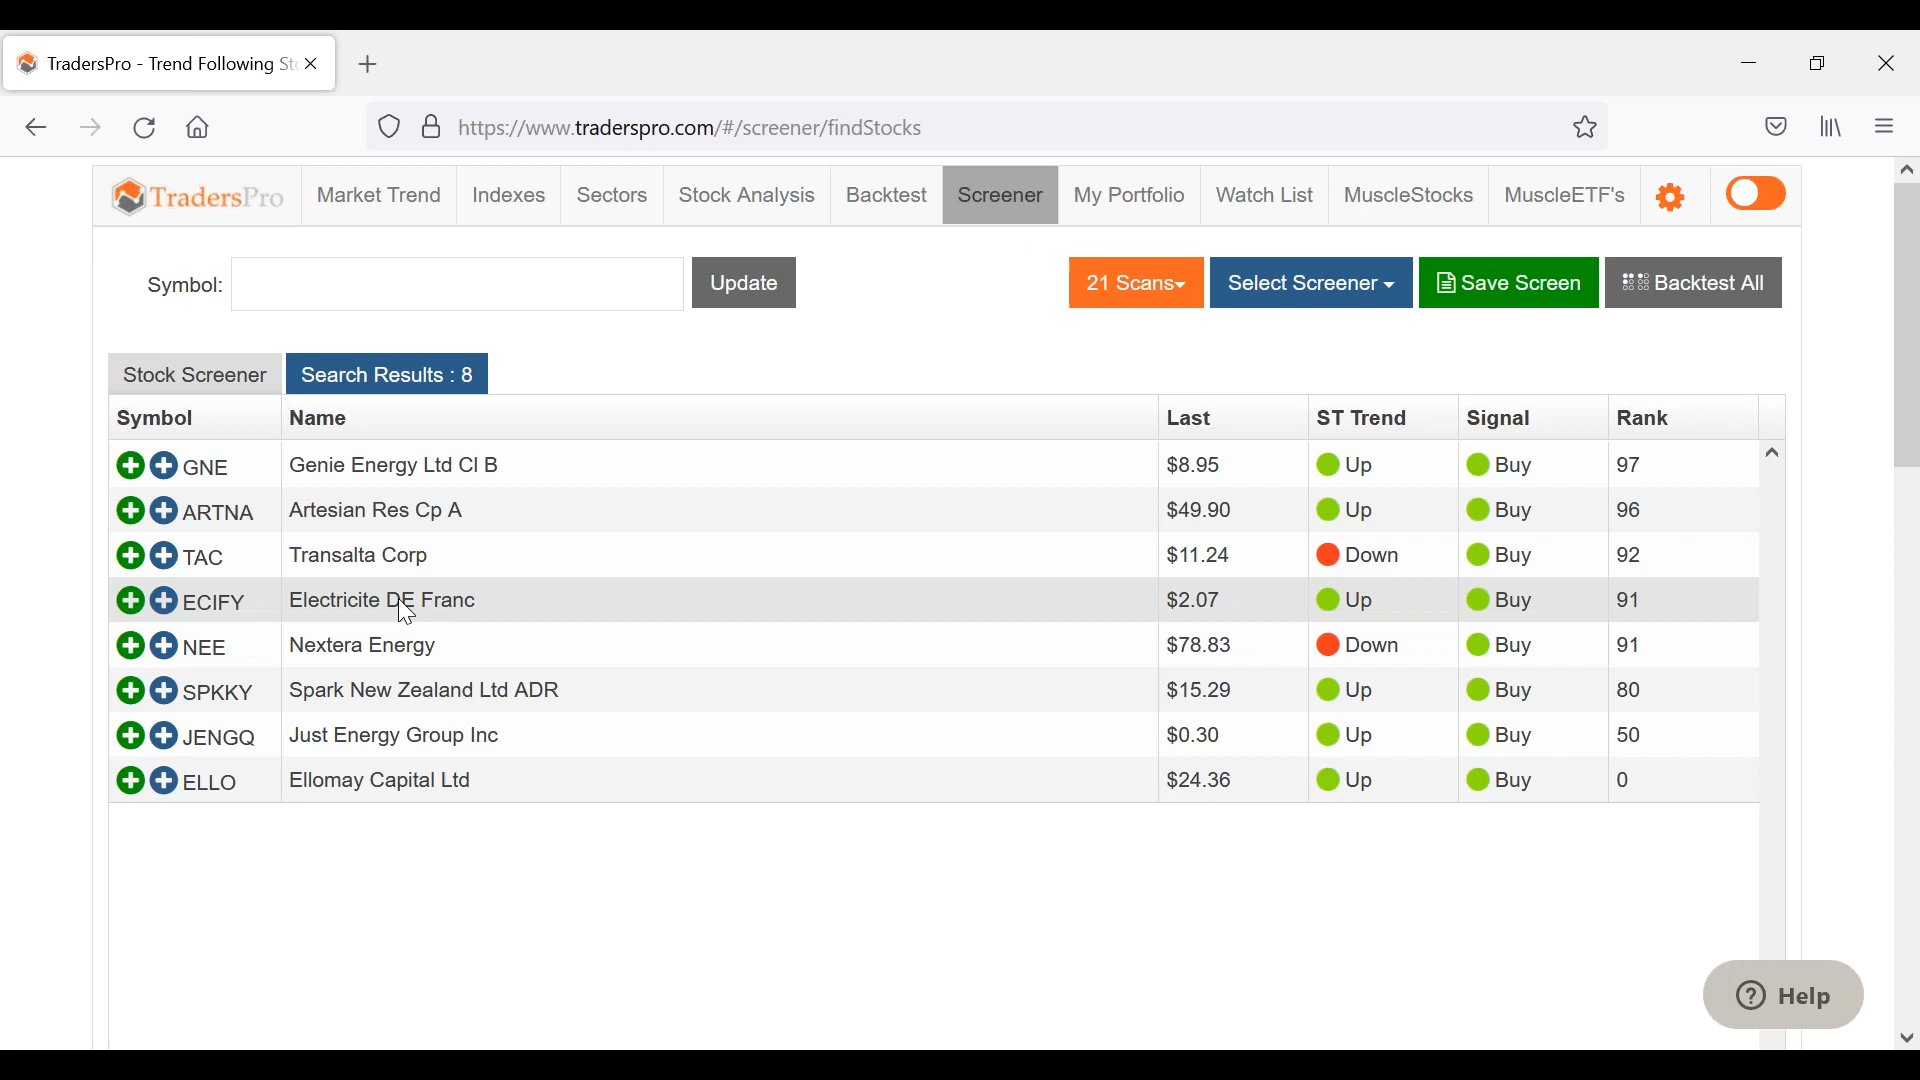 TradersPro - Trend Following Sto
https://www.traderspro.com/#/screener/findStocks
TradersPro Market Trend Indexes Sectors Stock Analysis Backtest Screener My Portfolio Watch List MuscleStocks MuscleETF's
Symbol: Update 21 Scans Select Screener Save Screen Backtest All
Stock Screener Search Results : 8
Symbol Name Last ST Trend Signal Rank
GNE Genie Energy Ltd Cl B $8.95 Up Buy 97
ARTNA Artesian Res Cp A $49.90 Up Buy 96
TAC Transalta Corp $11.24 Down Buy 92
ECIFY Electricite DE Franc $2.07 Up Buy 91
NEE Nextera Energy $78.83 Down Buy 91
SPKKY Spark New Zealand Ltd ADR $15.29 Up Buy 80
JENGQ Just Energy Group Inc $0.30 Up Buy 50
ELLO Ellomay Capital Ltd $24.36 Up Buy 0
Help